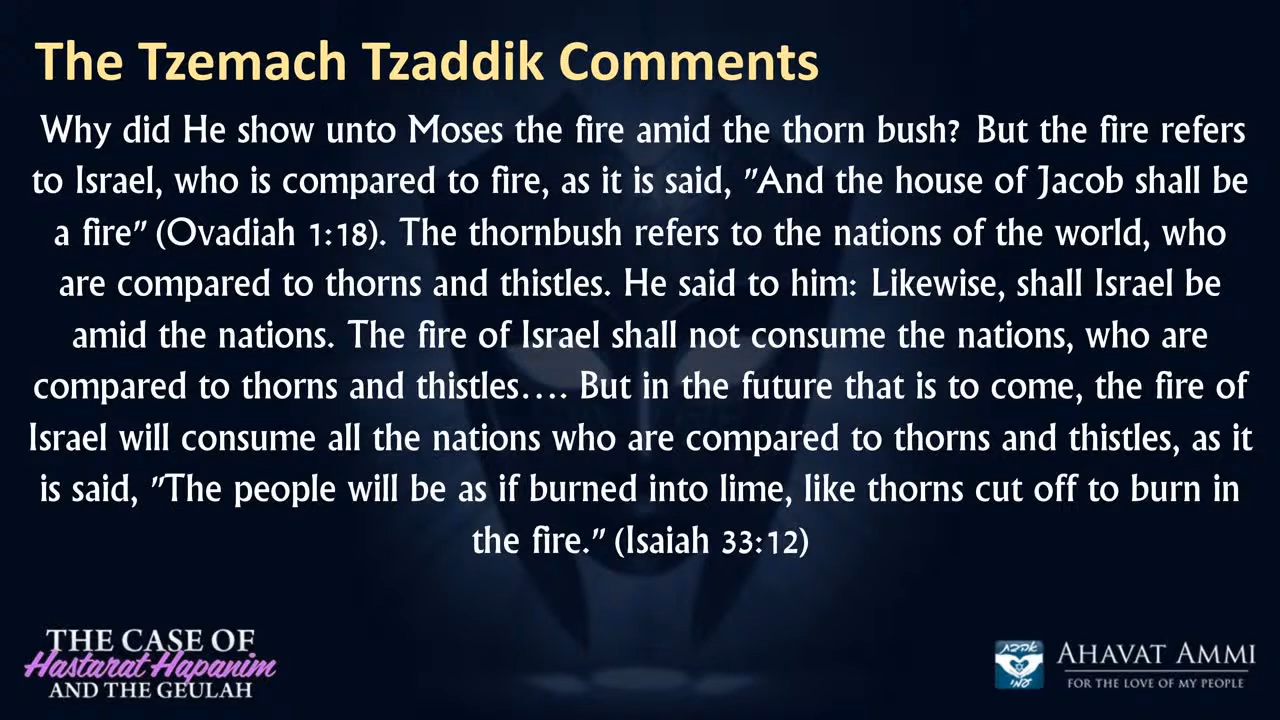 The Tzemach Tzaddik Comments
Why did He show unto Moses the fire amid the thorn bush? But the fire refers
to Israel, who is compared to fire, as it is said, "And the house of Jacob shall be
a fire" (Ovadiah 1:18). The thornbush refers to the nations of the world, who
are compared to thorns and thistles. He said to him: Likewise, shall Israel be
amid the nations. The fire of Israel shall not consume the nations, who are
compared to thorns and thistles…. But in the future that is to come, the fire of
Israel will consume all the nations who are compared to thorns and thistles, as it
is said, "The people will be as if burned into lime, like thorns cut off to burn in
the fire." (Isaiah 33:12)
THE CASE OF
Hastarat Hapanim
AND THE GEULAH
אהבת
עמי
AHAVAT AMMI
FOR THE LOVE OF MY PEOPLE